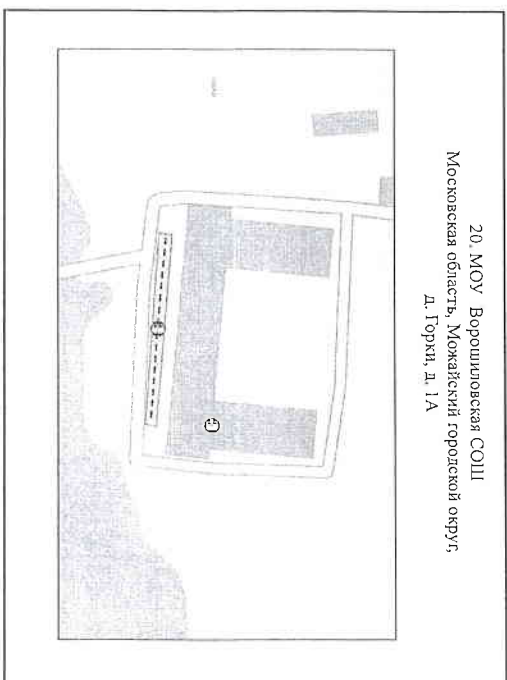 20. МОУ Ворошиловская СОШ
Московская область, Можайский городской округ,
д. Горки, д. 1А